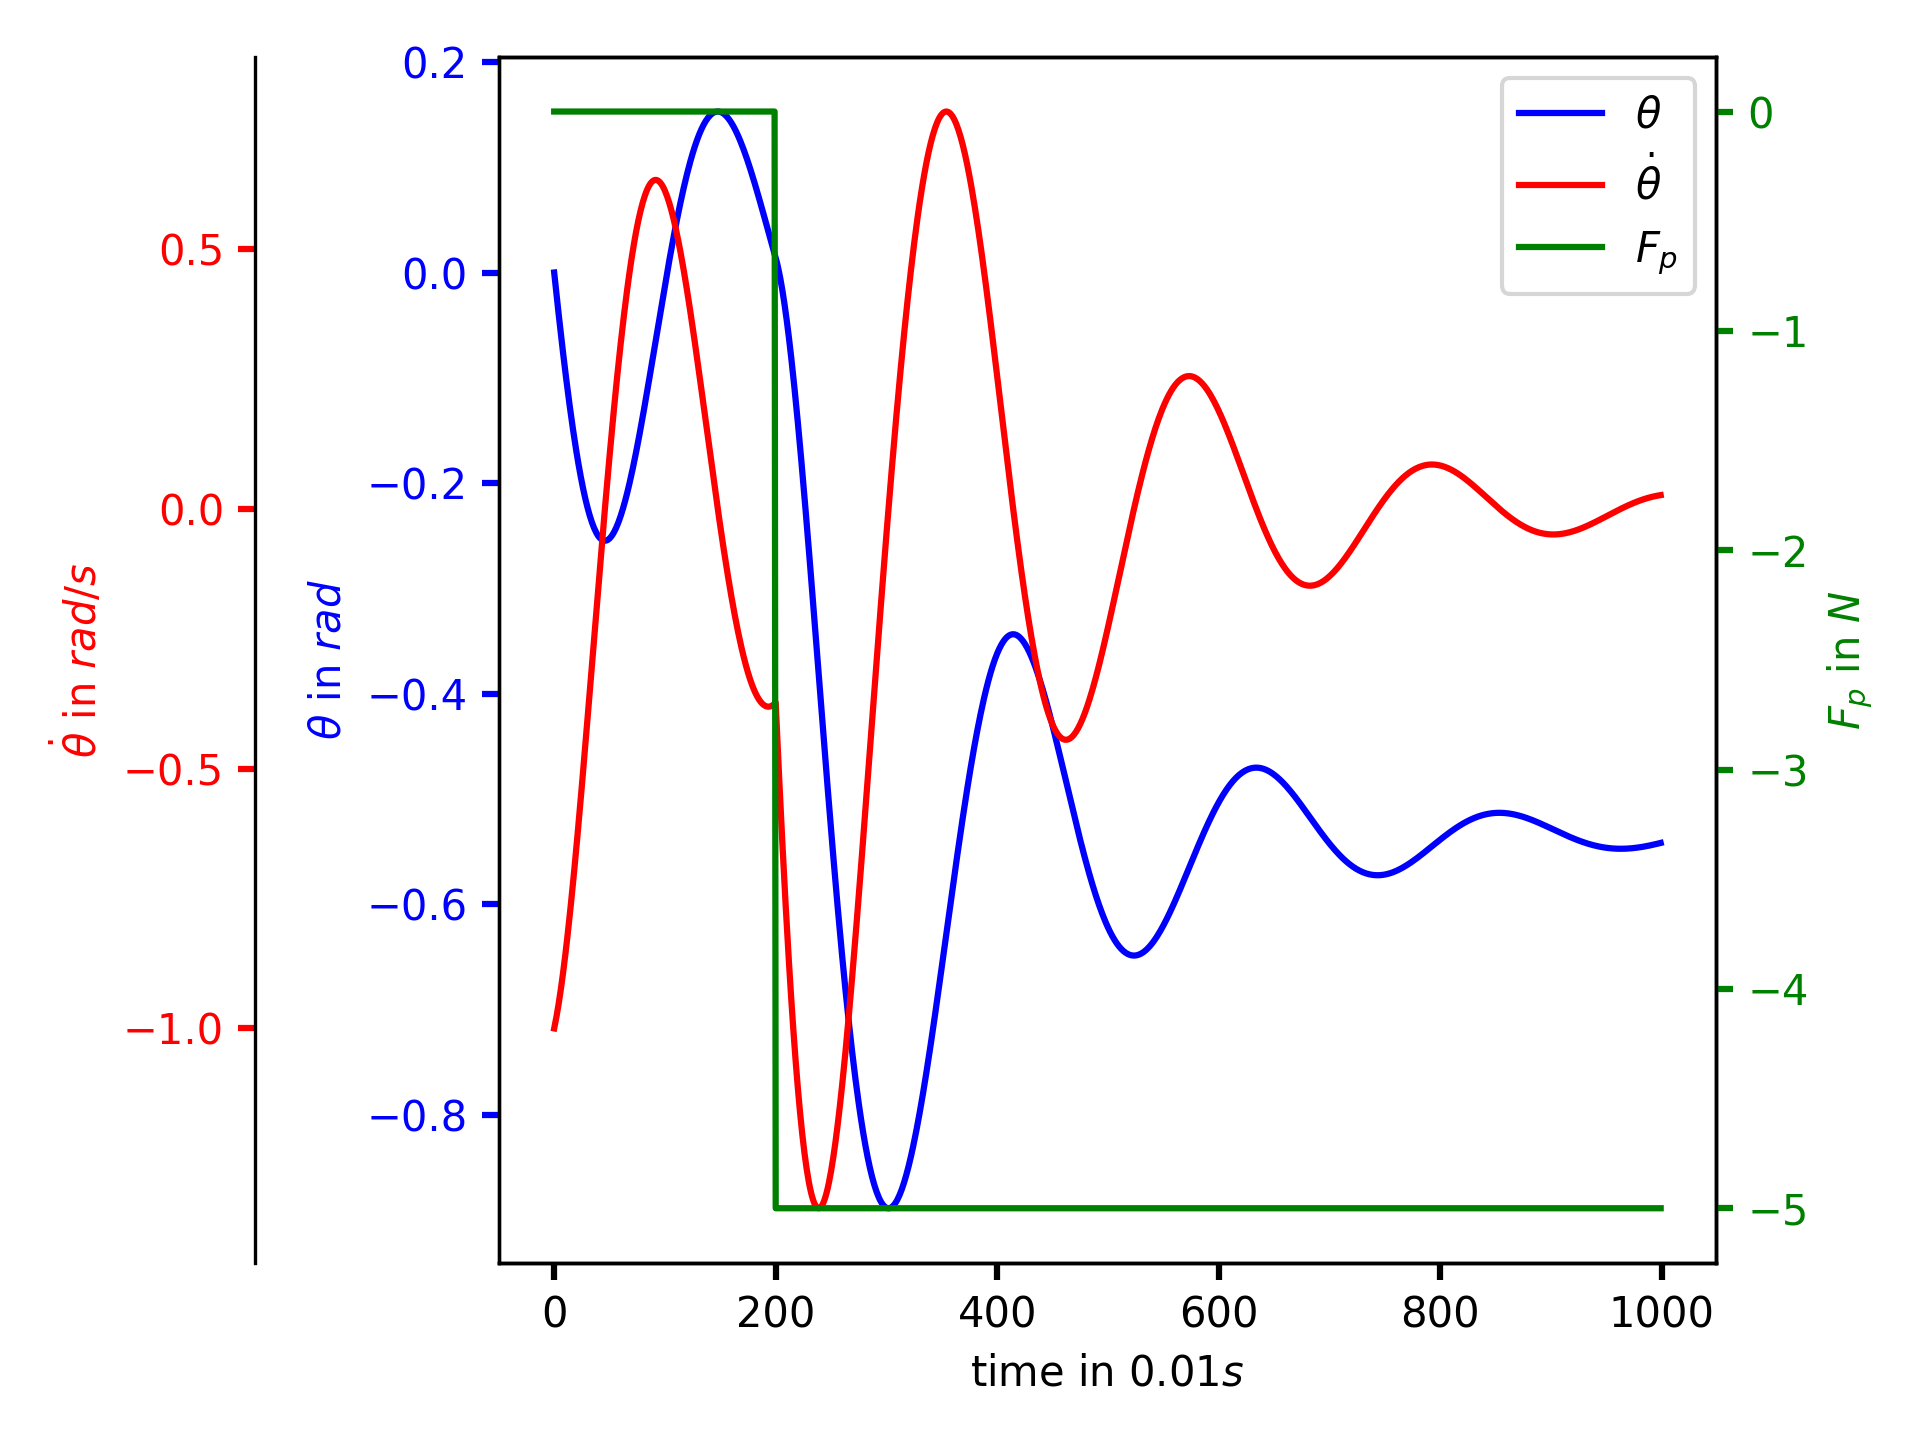 θ
θ̇
F_p
0.2
0.0
−0.2
−0.4
−0.6
−0.8
θ in rad
0.5
0.0
−0.5
−1.0
θ̇ in rad/s
0
−1
−2
−3
−4
−5
F_p in N
0 200 400 600 800 1000
time in 0.01s